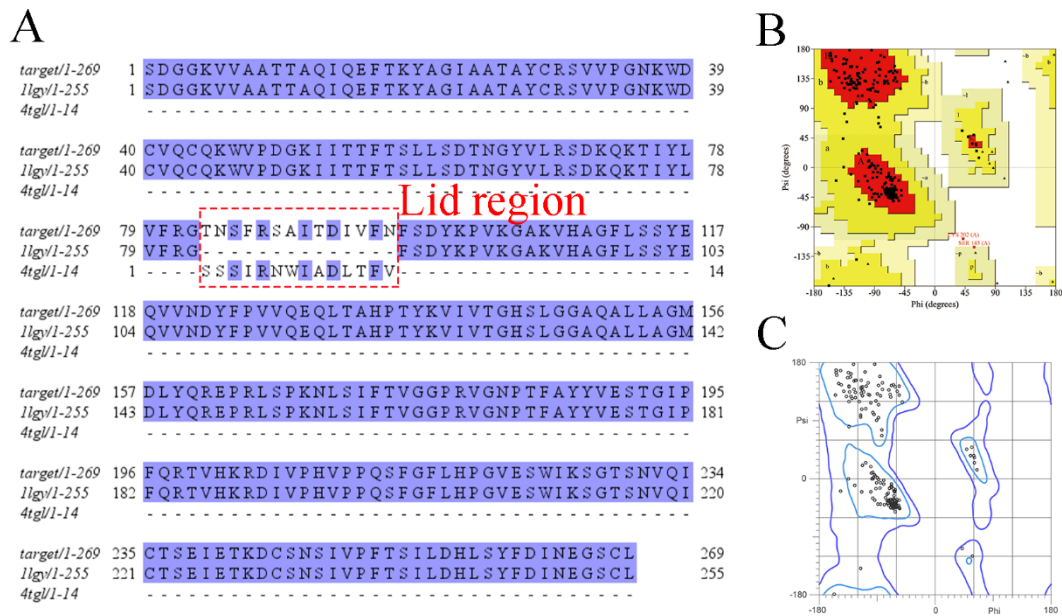 A
target/1-269 1 SDGGKVVAATTAQIQEFTKYAGIAATAYCRSVVPGNKWD 39
1lgy/1-255 1 SDGGKVVAATTAQIQEFTKYAGIAATAYCRSVVPGNKWD 39
4tgl/1-14 ---------------------------------------
target/1-269 40 CVQCQKWVPDGKIITTFTSLLSDTNGYVLRSDKQKTIYL 78
1lgy/1-255 40 CVQCQKWVPDGKIITTFTSLLSDTNGYVLRSDKQKTIYL 78
4tgl/1-14 ---------------------------------------
Lid region
target/1-269 79 VFRGTNSFRSAITDIVFNFSDYKPVKGAKVHAGFLSSYE 117
1lgy/1-255 79 VFRG--------------FSDYKPVKGAKVHAGFLSSYE 103
4tgl/1-14 1 ----SSSIRNWIADLTFV--------------------- 14
target/1-269 118 QVVNDYFPVVQEQLTAHPTYKVIVTGHSLGGAQALLAGM 156
1lgy/1-255 104 QVVNDYFPVVQEQLTAHPTYKVIVTGHSLGGAQALLAGM 142
4tgl/1-14 ---------------------------------------
target/1-269 157 DLYQREPRLSPKNLSIFTVGGPRVGNPTFAYYVESTGIP 195
1lgy/1-255 143 DLYQREPRLSPKNLSIFTVGGPRVGNPTFAYYVESTGIP 181
4tgl/1-14 ---------------------------------------
target/1-269 196 FQRTVHKRDIVPHVPPQSFGFLHPGVESWIKSGTSNVQI 234
1lgy/1-255 182 FQRTVHKRDIVPHVPPQSFGFLHPGVESWIKSGTSNVQI 220
4tgl/1-14 ---------------------------------------
target/1-269 235 CTSEIETKDCSNSIVPFTSILDHLSYFDINEGSCL 269
1lgy/1-255 221 CTSEIETKDCSNSIVPFTSILDHLSYFDINEGSCL 255
4tgl/1-14 -----------------------------------
B
180
135
90
45
0
-45
-90
-135
-180
Psi (degrees)
-180 -135 -90 -45 0 45 90 135 180
Phi (degrees)
C
180
Psi
0
-180
-180 0 Phi 180